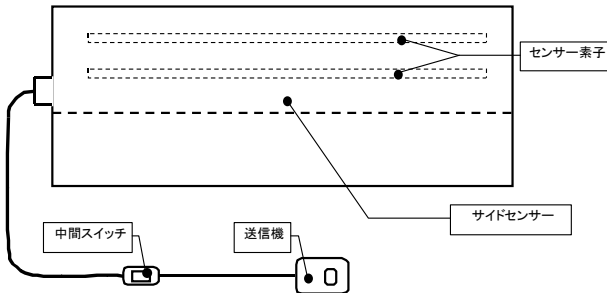 センサー素子
サイドセンサー
中間スイッチ
送信機